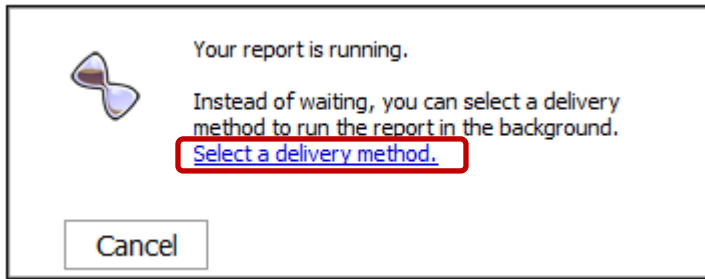 Your report is running.
Instead of waiting, you can select a delivery
method to run the report in the background.
Select a delivery method.
Cancel